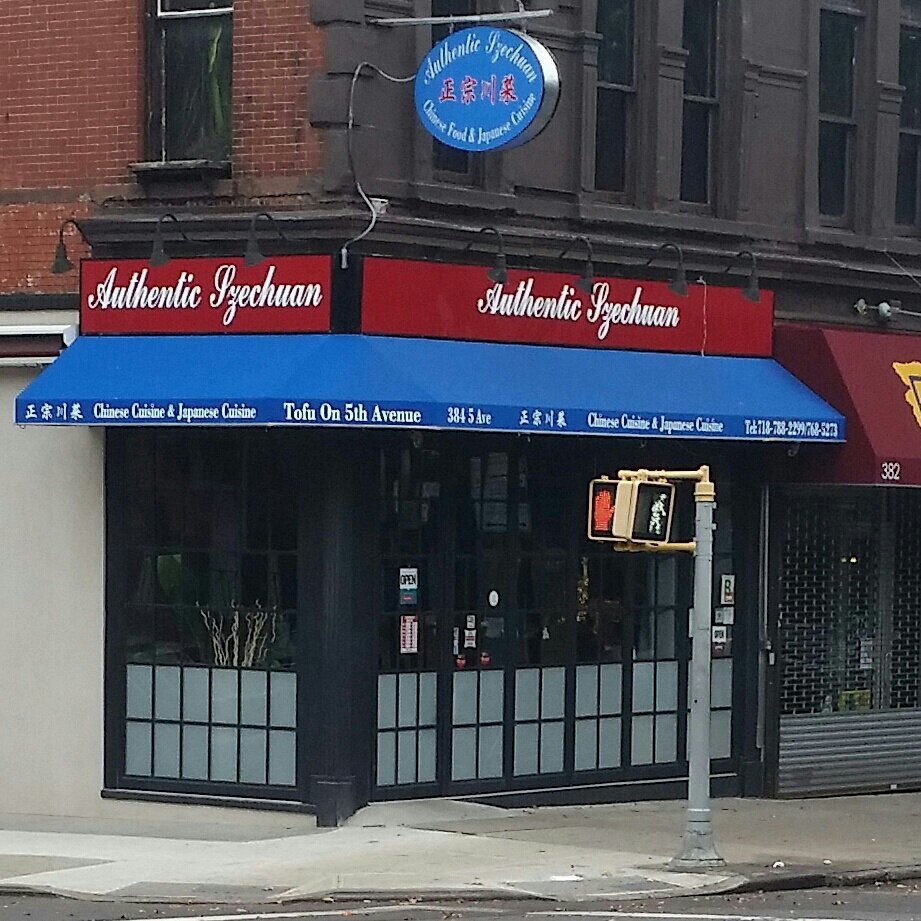 Authentic Szechuan
正宗川菜
Chinese Food & Japanese Cuisine
Authentic Szechuan
Authentic Szechuan
正宗川菜 Chinese Cuisine & Japanese Cuisine Tofu On 5th Avenue 384 5 Ave 正宗川菜 Chinese Cuisine & Japanese Cuisine Tel:718-788-2299/768-5273
382
OPEN
B
OPEN